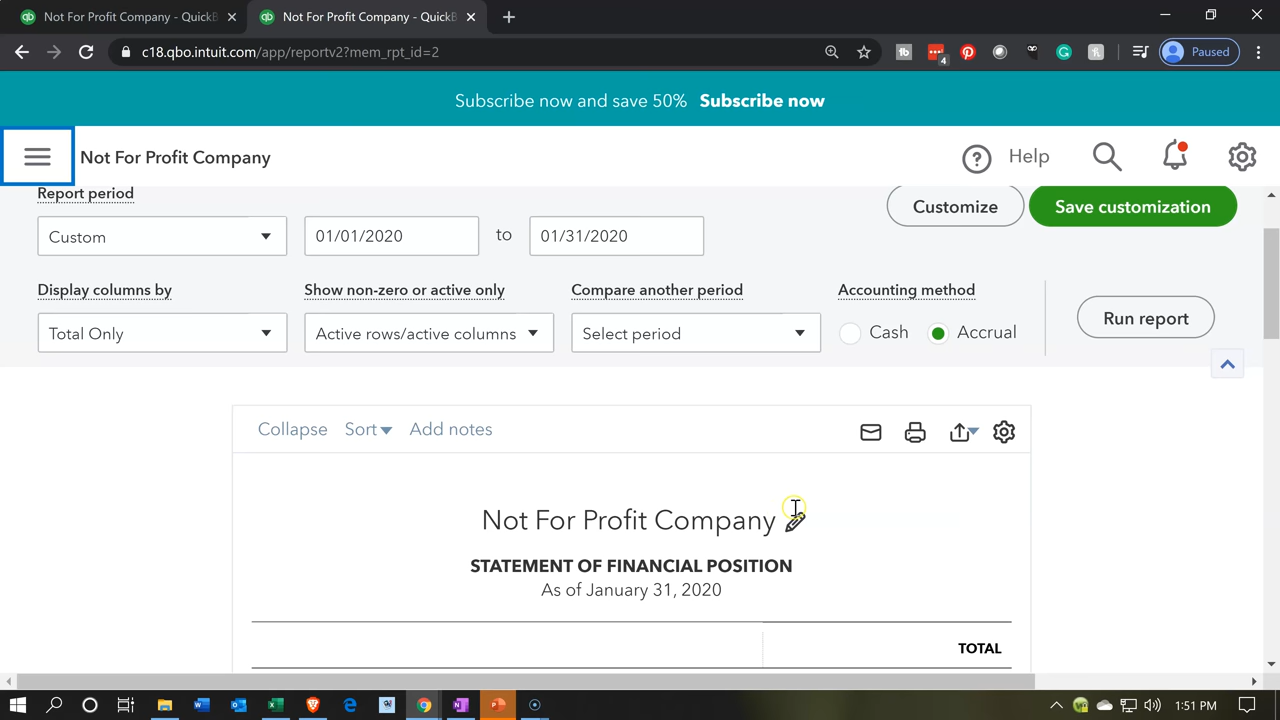 Not For Profit Company - QuickB
Not For Profit Company - QuickB
c18.qbo.intuit.com/app/reportv2?mem_rpt_id=2
4
Paused
Subscribe now and save 50% Subscribe now
Not For Profit Company
Help
Report period
Customize
Save customization
Custom
01/01/2020
to
01/31/2020
Display columns by
Show non-zero or active only
Compare another period
Accounting method
Total Only
Active rows/active columns
Select period
Cash
Accrual
Run report
Collapse
Sort
Add notes
Not For Profit Company
STATEMENT OF FINANCIAL POSITION
As of January 31, 2020
TOTAL
1:51 PM